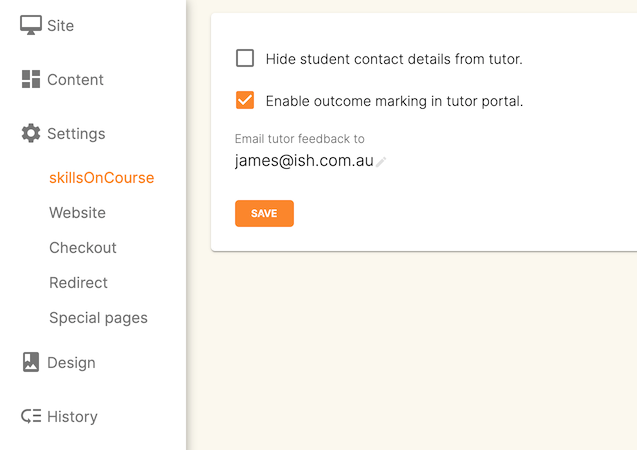 Site
Content
Settings
skillsOnCourse
Website
Checkout
Redirect
Special pages
Design
History
Hide student contact details from tutor.
Enable outcome marking in tutor portal.
Email tutor feedback to
james@ish.com.au
SAVE